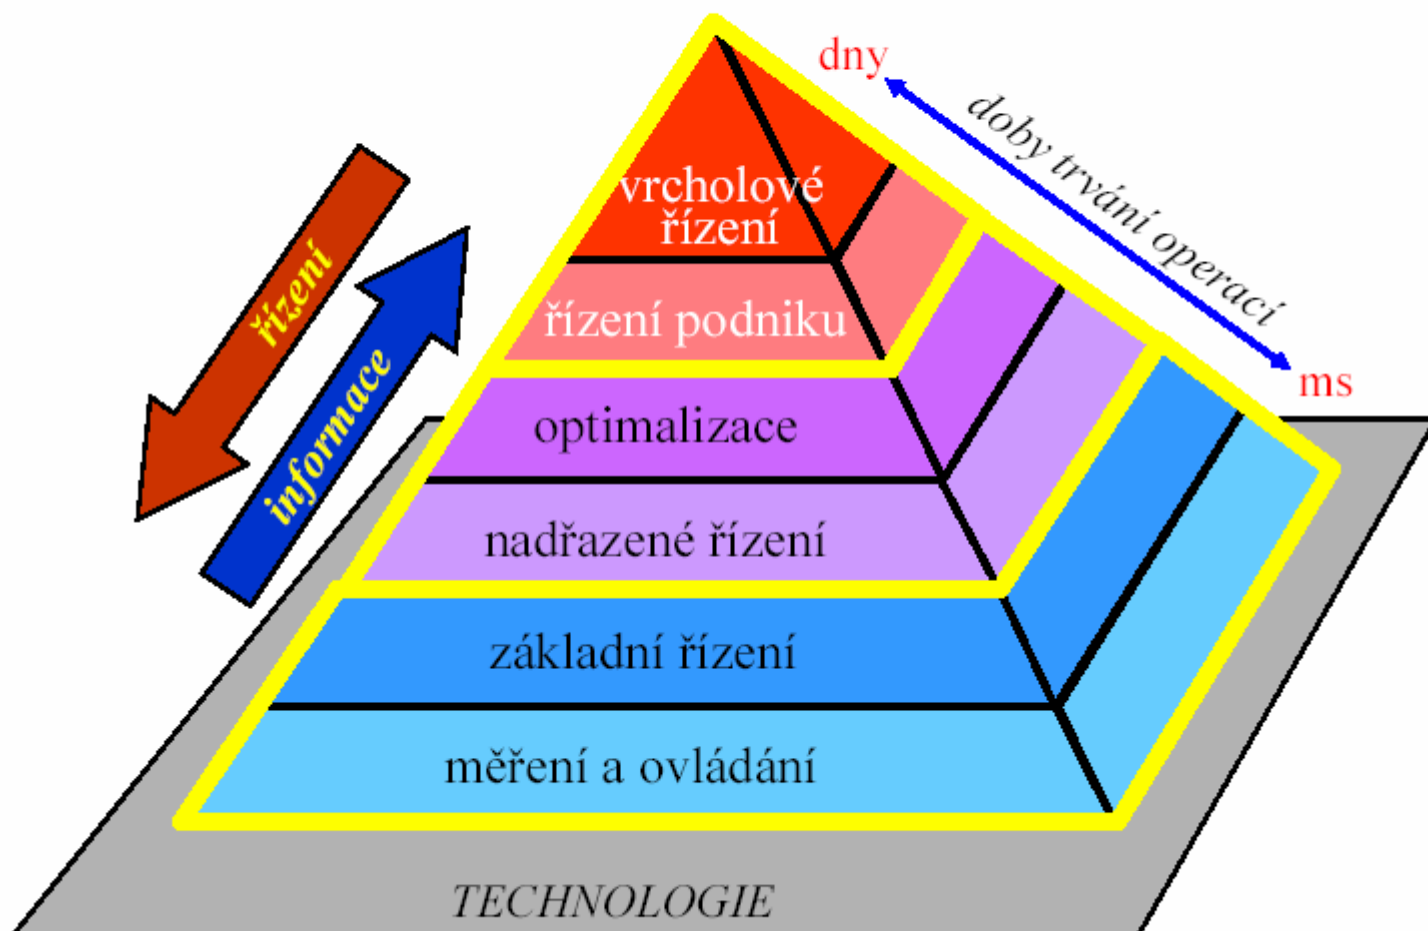 dny
doby trvání operací
ms
řízení
informace
vrcholové
řízení
řízení podniku
optimalizace
nadřazené řízení
základní řízení
měření a ovládání
TECHNOLOGIE